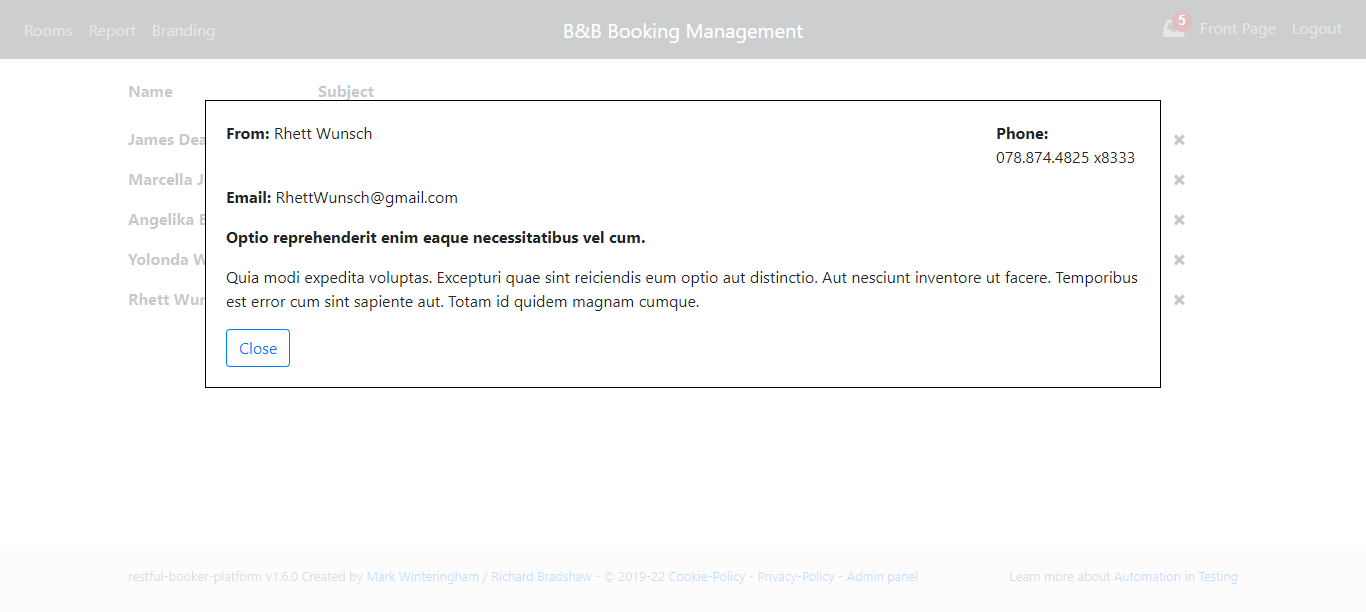 Rooms Report Branding B&B Booking Management 5 Front Page Logout
Name Subject
From: Rhett Wunsch Phone:
078.874.4825 x8333
James Dea
Marcella J
Email: RhettWunsch@gmail.com
Angelika
Optio reprehenderit enim eaque necessitatibus vel cum.
Yolonda W
Quia modi expedita voluptas. Excepturi quae sint reiciendis eum optio aut distinctio. Aut nesciunt inventore ut facere. Temporibus
est error cum sint sapiente aut. Totam id quidem magnam cumque.
Rhett Wun
Close
restful-booker-platform v1.6.0 Created by Mark Winteringham / Richard Bradshaw - © 2019-22 Cookie-Policy - Privacy-Policy - Admin panel Learn more about Automation in Testing